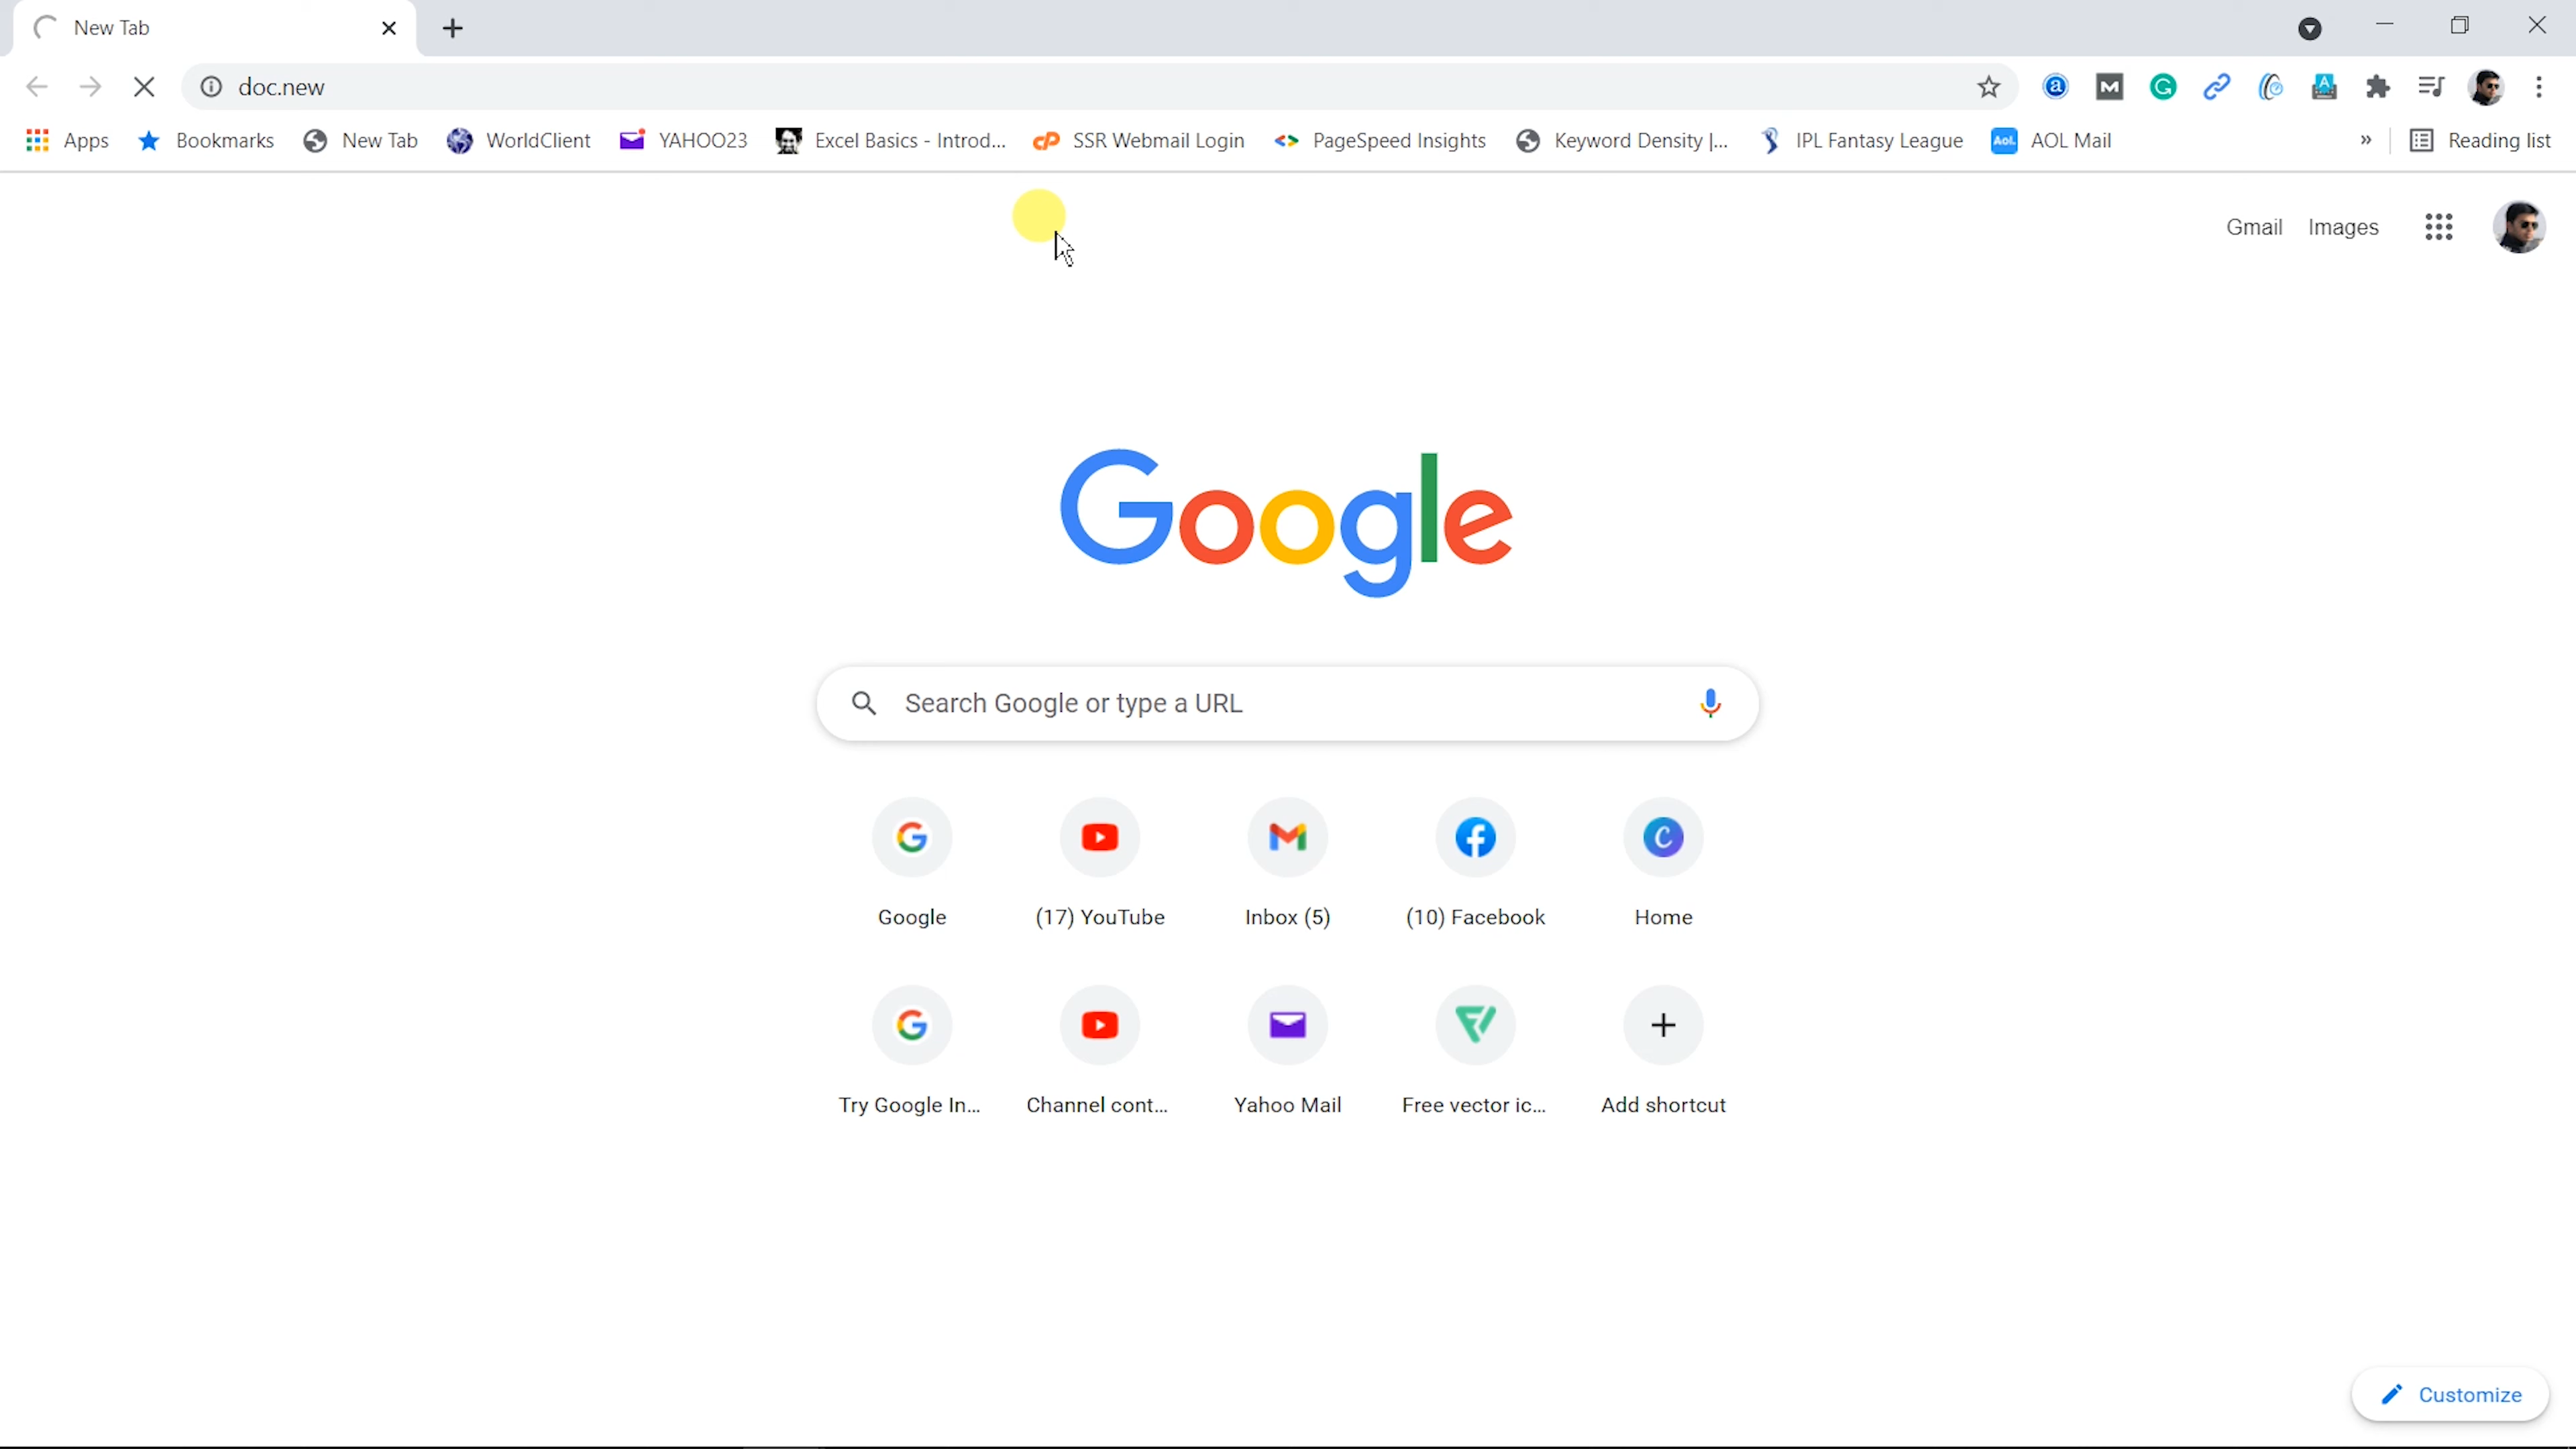 New Tab
doc.new
Apps Bookmarks New Tab WorldClient YAHOO23 Excel Basics - Introd... SSR Webmail Login PageSpeed Insights Keyword Density |... IPL Fantasy League Aol. AOL Mail » Reading list
Gmail Images
Google
Search Google or type a URL
Google (17) YouTube Inbox (5) (10) Facebook Home
Try Google In... Channel cont... Yahoo Mail Free vector ic... Add shortcut
Customize